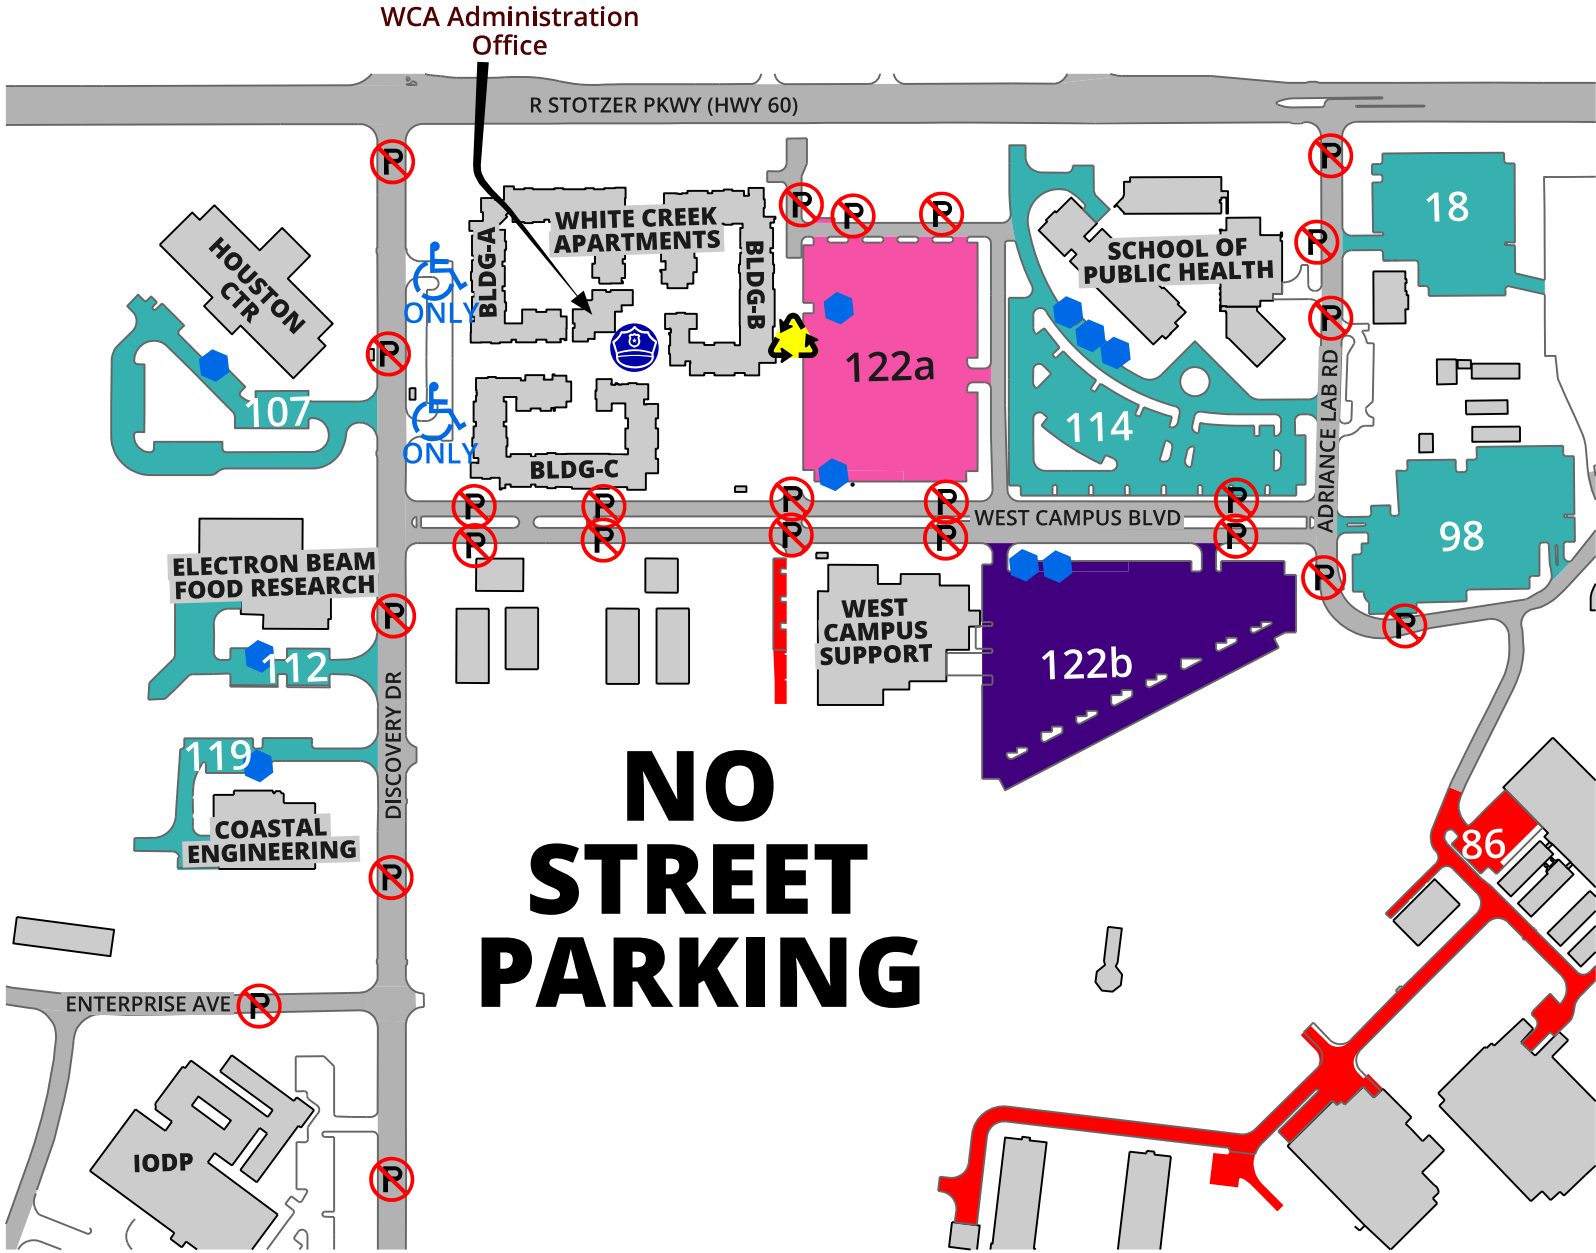 WCA Administration
Office
R STOTZER PKWY (HWY 60)
P
P
P
P
P
18
HOUSTON
CTR
BLDG-A
WHITE CREEK
APARTMENTS
BLDG-B
SCHOOL OF
PUBLIC HEALTH
P
ONLY
P
P
122a
107
ONLY
114
ADRIANCE LAB RD
BLDG-C
P
P
P
P
P
WEST CAMPUS BLVD
98
P
P
P
P
P
ELECTRON BEAM
FOOD RESEARCH
P
WEST
CAMPUS
SUPPORT
P
P
112
122b
DISCOVERY DR
119
NO
STREET
PARKING
COASTAL
ENGINEERING
86
P
ENTERPRISE AVE
P
IODP
P